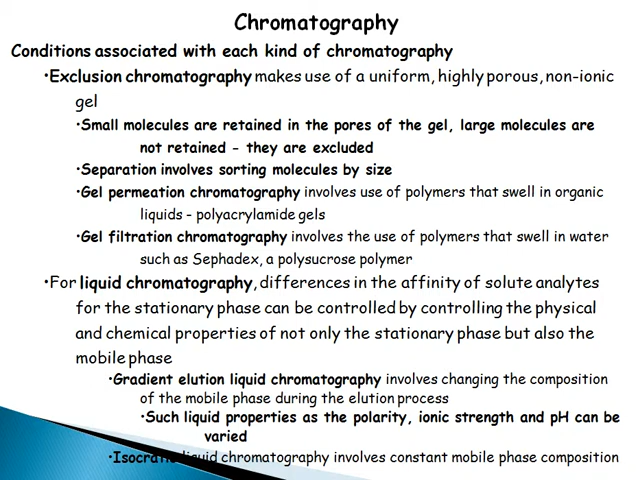 Chromatography
Conditions associated with each kind of chromatography
•Exclusion chromatography makes use of a uniform, highly porous, non-ionic
gel
•Small molecules are retained in the pores of the gel, large molecules are
not retained - they are excluded
•Separation involves sorting molecules by size
•Gel permeation chromatography involves use of polymers that swell in organic
liquids - polyacrylamide gels
•Gel filtration chromatography involves the use of polymers that swell in water
such as Sephadex, a polysucrose polymer
•For liquid chromatography, differences in the affinity of solute analytes
for the stationary phase can be controlled by controlling the physical
and chemical properties of not only the stationary phase but also the
mobile phase
•Gradient elution liquid chromatography involves changing the composition
of the mobile phase during the elution process
•Such liquid properties as the polarity, ionic strength and pH can be
varied
•Isocratic liquid chromatography involves constant mobile phase composition